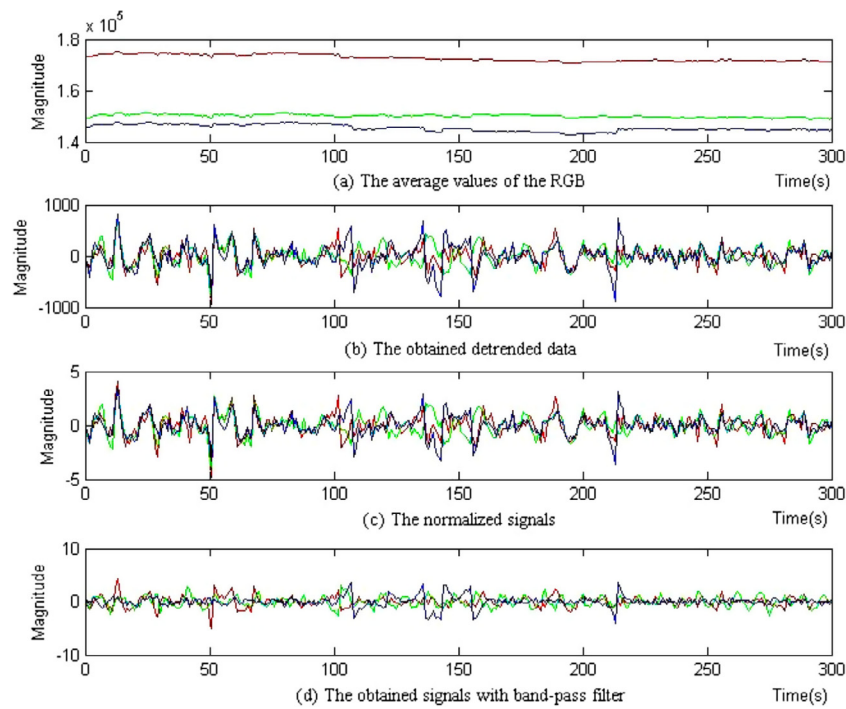 x 10^5
1.8
1.6
1.4
Magnitude
0 50 100 150 200 250 300
(a) The average values of the RGB Time(s)
1000
0
-1000
Magnitude
0 50 100 150 200 250 300
(b) The obtained detrended data Time(s)
5
0
-5
Magnitude
0 50 100 150 200 250 300
(c) The normalized signals Time(s)
10
0
-10
Magnitude
0 50 100 150 200 250 300
(d) The obtained signals with band-pass filter Time(s)